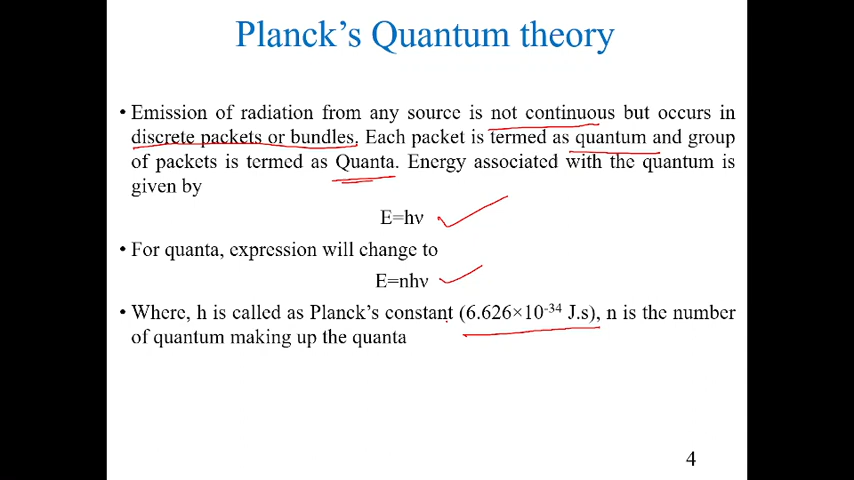 Planck's Quantum theory
• Emission of radiation from any source is not continuous but occurs in
discrete packets or bundles. Each packet is termed as quantum and group
of packets is termed as Quanta. Energy associated with the quantum is
given by
E=hν
• For quanta, expression will change to
E=nhν
• Where, h is called as Planck's constant (6.626×10⁻³⁴ J.s), n is the number
of quantum making up the quanta
4